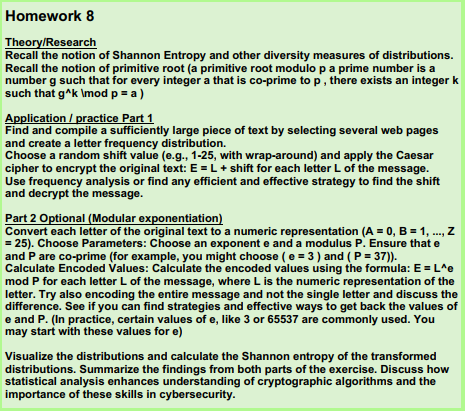 Homework 8
Theory/Research
Recall the notion of Shannon Entropy and other diversity measures of distributions.
Recall the notion of primitive root (a primitive root modulo p a prime number is a
number g such that for every integer a that is co-prime to p , there exists an integer k
such that g^k \mod p = a )
Application / practice Part 1
Find and compile a sufficiently large piece of text by selecting several web pages
and create a letter frequency distribution.
Choose a random shift value (e.g., 1-25, with wrap-around) and apply the Caesar
cipher to encrypt the original text: E = L + shift for each letter L of the message.
Use frequency analysis or find any efficient and effective strategy to find the shift
and decrypt the message.
Part 2 Optional (Modular exponentiation)
Convert each letter of the original text to a numeric representation (A = 0, B = 1, ..., Z
= 25). Choose Parameters: Choose an exponent e and a modulus P. Ensure that e
and P are co-prime (for example, you might choose ( e = 3 ) and ( P = 37)).
Calculate Encoded Values: Calculate the encoded values using the formula: E = L^e
mod P for each letter L of the message, where L is the numeric representation of the
letter. Try also encoding the entire message and not the single letter and discuss the
difference. See if you can find strategies and effective ways to get back the values of
e and P. (In practice, certain values of e, like 3 or 65537 are commonly used. You
may start with these values for e)
Visualize the distributions and calculate the Shannon entropy of the transformed
distributions. Summarize the findings from both parts of the exercise. Discuss how
statistical analysis enhances understanding of cryptographic algorithms and the
importance of these skills in cybersecurity.